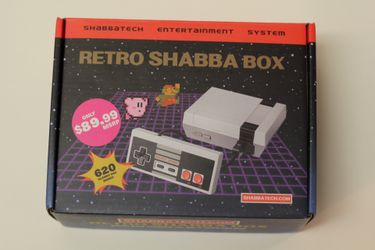 SHABBATECH ENTERTAINMENT SYSTEM
RETRO SHABBA BOX
ONLY
$89.99
MSRP
620
SHABBATECH.COM